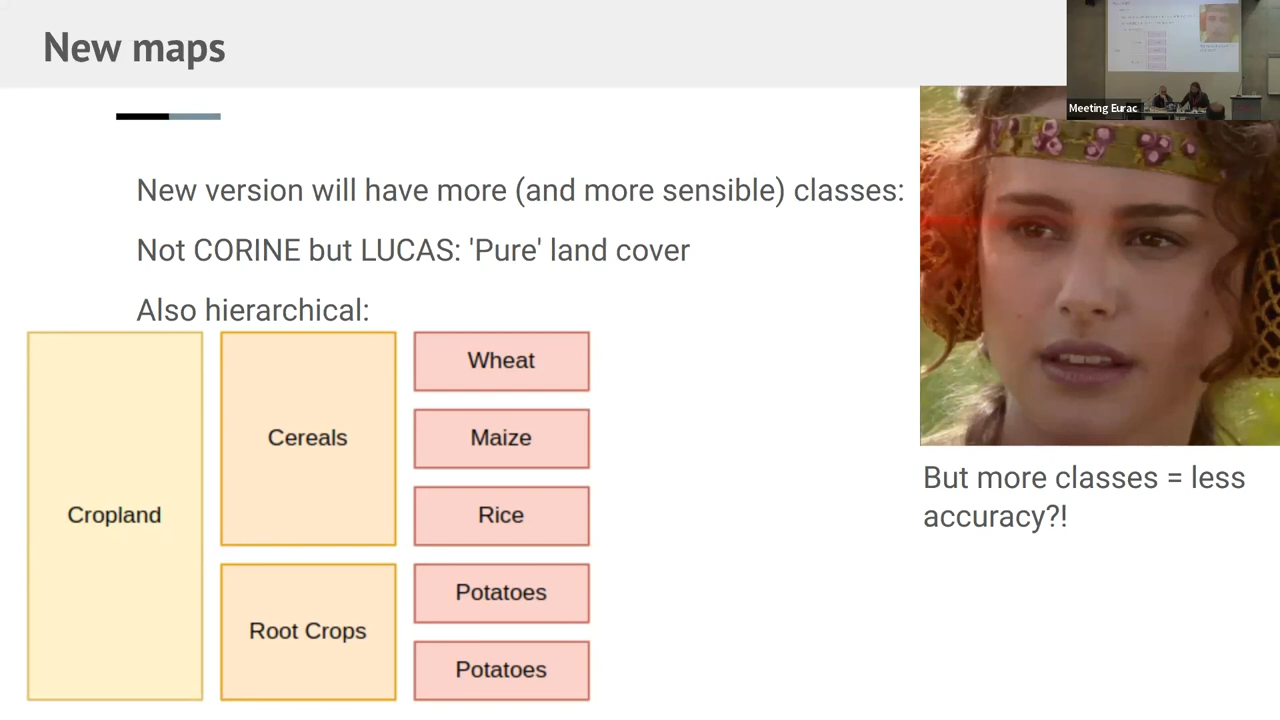 New maps
Meeting Eurac
New version will have more (and more sensible) classes:
Not CORINE but LUCAS: 'Pure' land cover
Also hierarchical:
Cropland
Cereals
Root Crops
Wheat
Maize
Rice
Potatoes
Potatoes
But more classes = less
accuracy?!